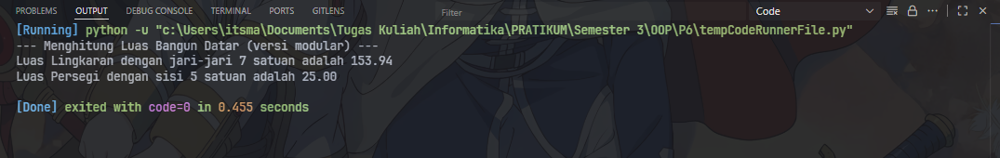 PROBLEMS OUTPUT DEBUG CONSOLE TERMINAL PORTS GITLENS Filter Code
[Running] python -u "c:\Users\itsma\Documents\Tugas Kuliah\Informatika\PRATIKUM\Semester 3\OOP\P6\tempCodeRunnerFile.py"
--- Menghitung Luas Bangun Datar (versi modular) ---
Luas Lingkaran dengan jari-jari 7 satuan adalah 153.94
Luas Persegi dengan sisi 5 satuan adalah 25.00
[Done] exited with code=0 in 0.455 seconds